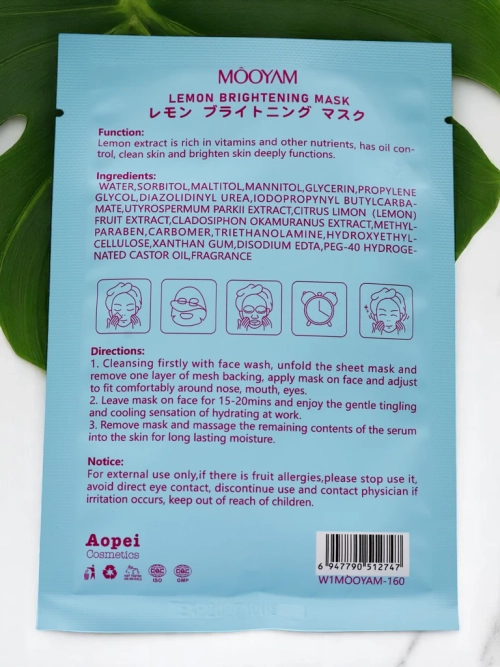 MOOYAM
LEMON BRIGHTENING MASK
レモン ブライトニング マスク
Function:
Lemon extract is rich in vitamins and other nutrients, has oil con-
trol, clean skin and brighten skin deeply functions.
Ingredients:
WATER,SORBITOL,MALTITOL,MANNITOL,GLYCERIN,PROPYLENE
GLYCOL,DIAZOLIDINYL UREA,IODOPROPYNYL BUTYLCARBA-
MATE,UTYROSPERMUM PARKII EXTRACT,CITRUS LIMON (LEMON)
FRUIT EXTRACT,CLADOSIPHON OKAMURANUS EXTRACT,METHYL-
PARABEN,CARBOMER,TRIETHANOLAMINE,HYDROXYETHYL-
CELLULOSE,XANTHAN GUM,DISODIUM EDTA,PEG-40 HYDROGE-
NATED CASTOR OIL,FRAGRANCE
Directions:
1. Cleansing firstly with face wash, unfold the sheet mask and
remove one layer of mesh backing, apply mask on face and adjust
to fit comfortably around nose, mouth, eyes.
2. Leave mask on face for 15-20mins and enjoy the gentle tingling
and cooling sensation of hydrating at work.
3. Remove mask and massage the remaining contents of the serum
into the skin for long lasting moisture.
Notice:
For external use only,if there is fruit allergies,please stop use it,
avoid direct eye contact, discontinue use and contact physician if
irritation occurs, keep out of reach of children.
Aopei
Cosmetics
ISO
GMP
6 947790 512747
W1MOOYAM-160